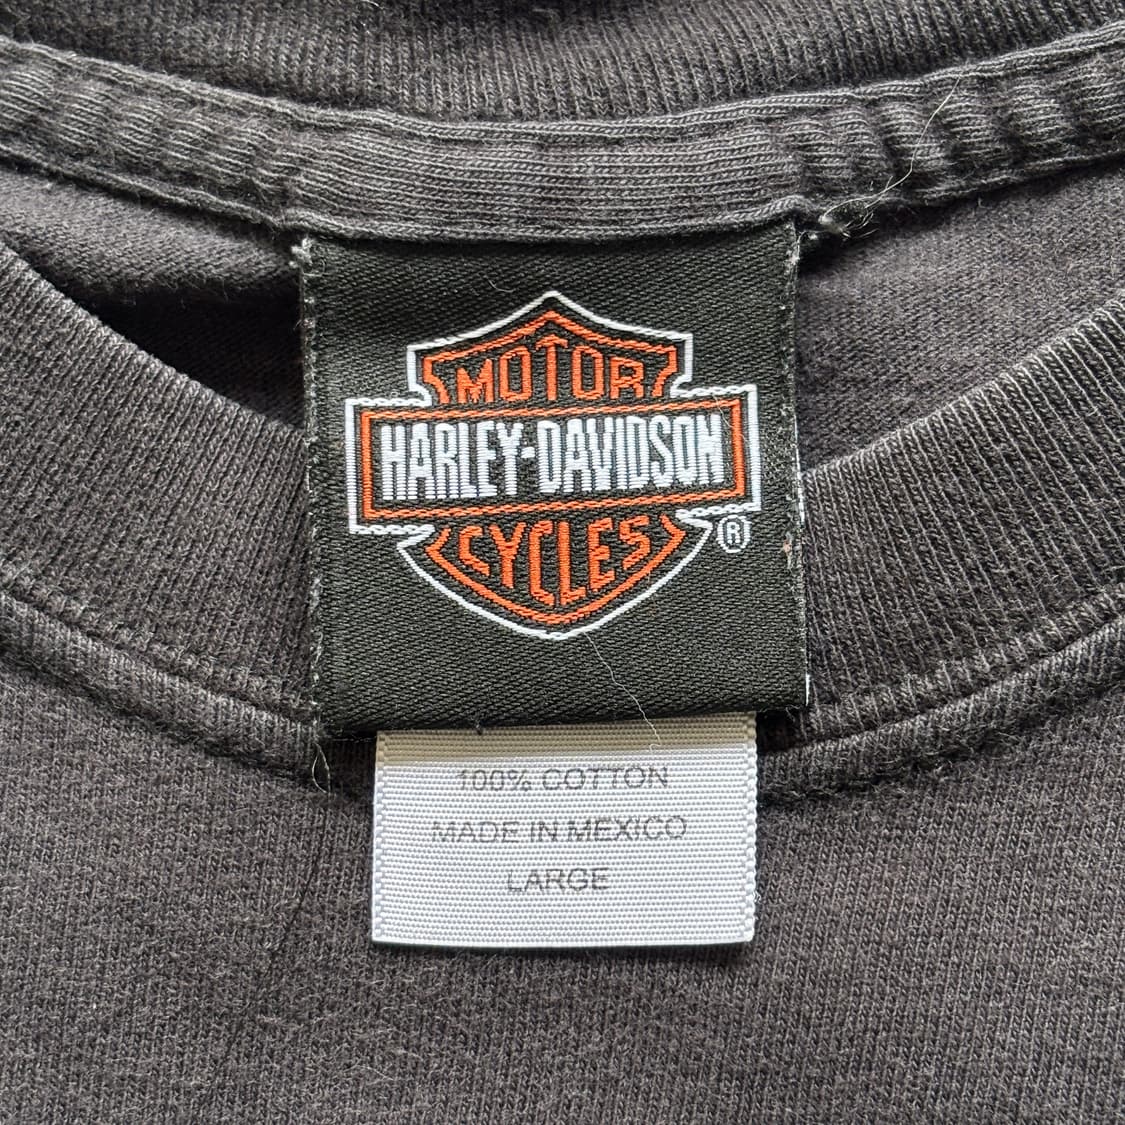 MOTOR
HARLEY-DAVIDSON
CYCLES
®
100% COTTON
MADE IN MEXICO
LARGE